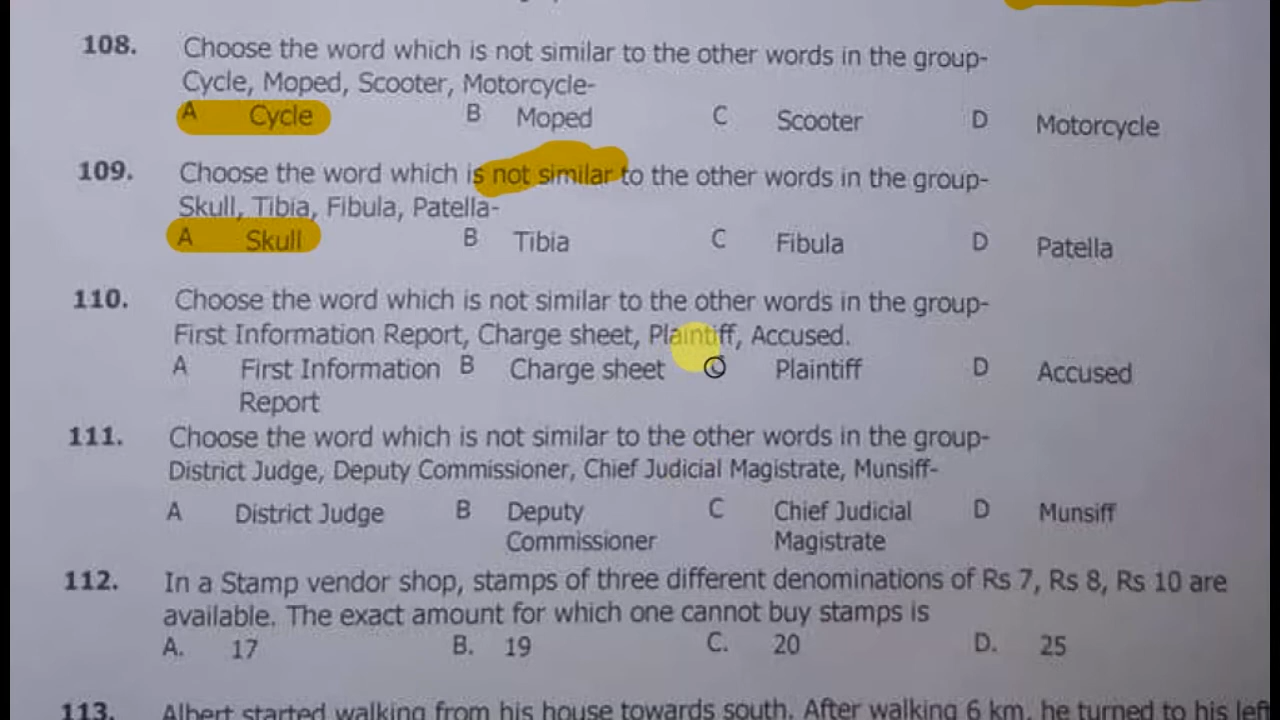 108. Choose the word which is not similar to the other words in the group-
Cycle, Moped, Scooter, Motorcycle-
A Cycle B Moped C Scooter D Motorcycle
109. Choose the word which is not similar to the other words in the group-
Skull, Tibia, Fibula, Patella-
A Skull B Tibia C Fibula D Patella
110. Choose the word which is not similar to the other words in the group-
First Information Report, Charge sheet, Plaintiff, Accused.
A First Information B Charge sheet C Plaintiff D Accused
Report
111. Choose the word which is not similar to the other words in the group-
District Judge, Deputy Commissioner, Chief Judicial Magistrate, Munsiff-
A District Judge B Deputy C Chief Judicial D Munsiff
Commissioner Magistrate
112. In a Stamp vendor shop, stamps of three different denominations of Rs 7, Rs 8, Rs 10 are
available. The exact amount for which one cannot buy stamps is
A. 17 B. 19 C. 20 D. 25
113. Albert started walking from his house towards south. After walking 6 km, he turned to his left